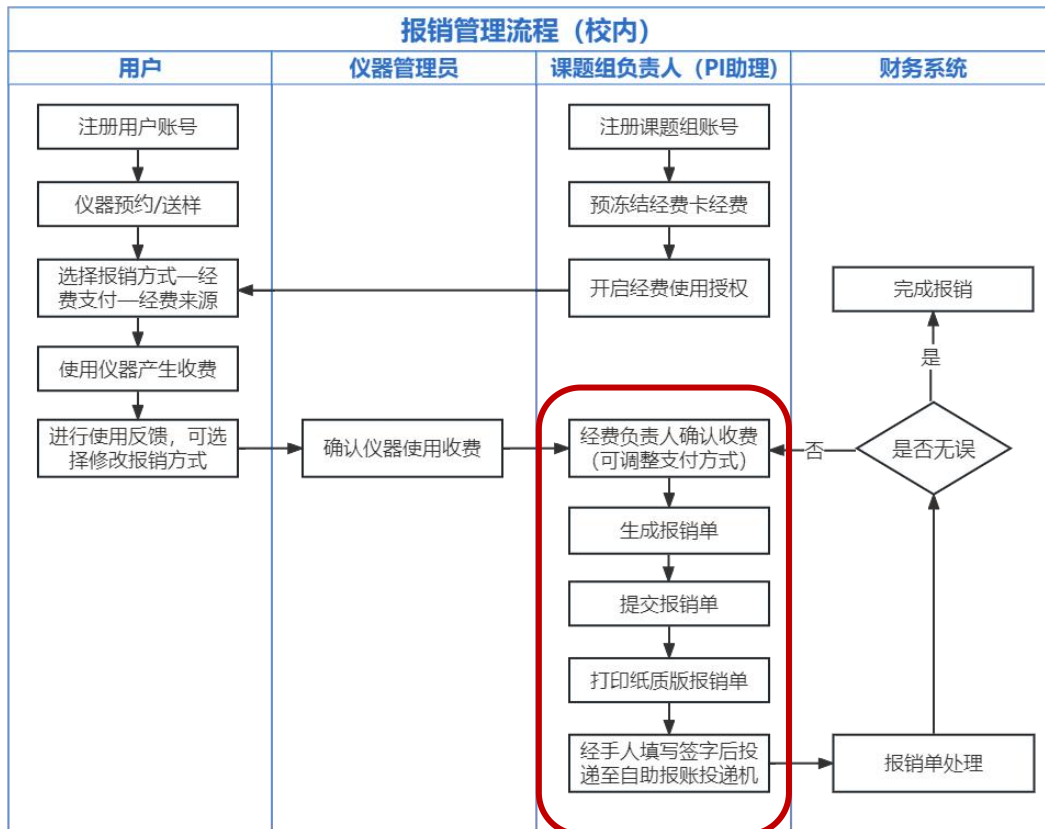 报销管理流程（校内）
用户
仪器管理员
课题组负责人（PI助理）
财务系统
注册用户账号
仪器预约/送样
选择报销方式—经
费支付—经费来源
使用仪器产生收费
进行使用反馈，可选
择修改报销方式
确认仪器使用收费
注册课题组账号
预冻结经费卡经费
开启经费使用授权
经费负责人确认收费
（可调整支付方式）
生成报销单
提交报销单
打印纸质版报销单
经手人填写签字后投
递至自助报账投递机
完成报销
是
是否无误
否
报销单处理